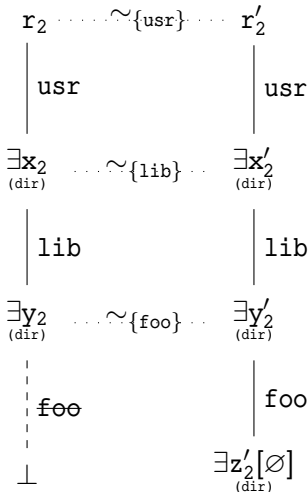 r₂ ∼{usr} r′₂
usr usr
∃x₂ ∼{lib} ∃x′₂
(dir) (dir)
lib lib
∃y₂ ∼{foo} ∃y′₂
(dir) (dir)
foo foo
⊥ ∃z′₂[∅]
(dir)